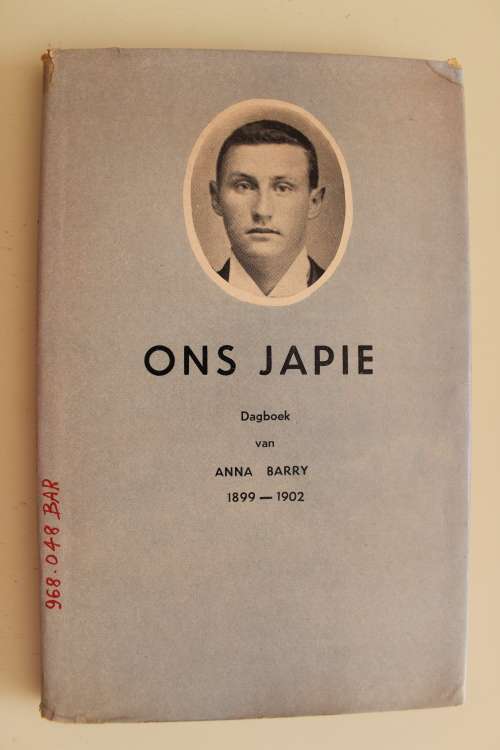 ONS JAPIE
Dagboek
van
ANNA BARRY
1899 — 1902
968.048 BAR